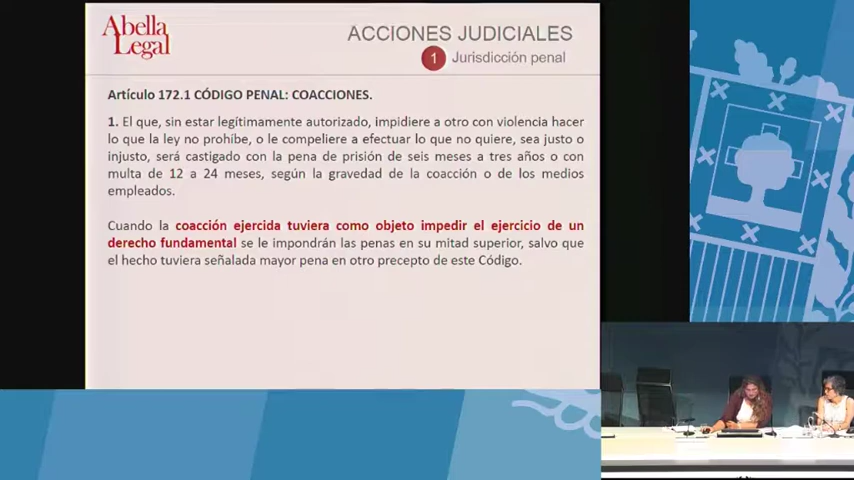 Abella
Legal
ACCIONES JUDICIALES
1 Jurisdicción penal
Artículo 172.1 CÓDIGO PENAL: COACCIONES.
1. El que, sin estar legítimamente autorizado, impidiere a otro con violencia hacer
lo que la ley no prohíbe, o le compeliere a efectuar lo que no quiere, sea justo o
injusto, será castigado con la pena de prisión de seis meses a tres años o con
multa de 12 a 24 meses, según la gravedad de la coacción o de los medios
empleados.
Cuando la coacción ejercida tuviera como objeto impedir el ejercicio de un
derecho fundamental se le impondrán las penas en su mitad superior, salvo que
el hecho tuviera señalada mayor pena en otro precepto de este Código.